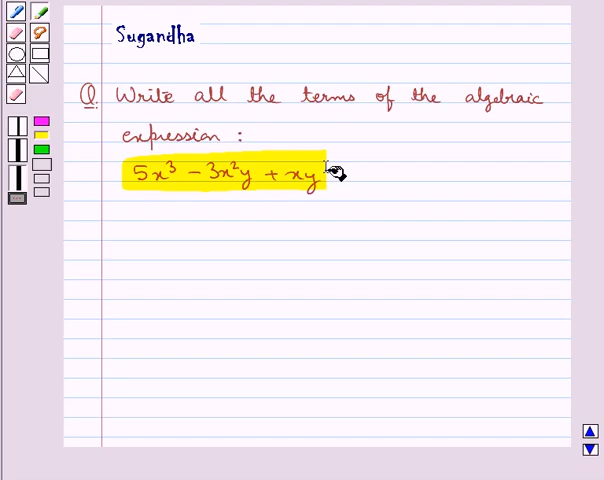 Sugandha
Q. Write all the terms of the algebraic
expression :
5x³ - 3x²y + xy